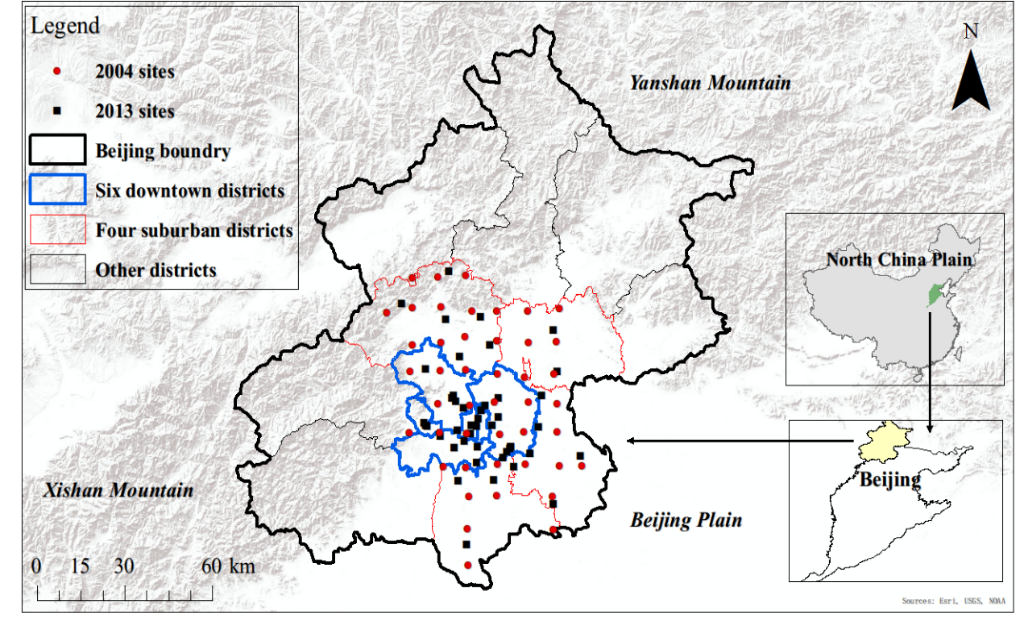 Legend
2004 sites
2013 sites
Beijing boundry
Six downtown districts
Four suburban districts
Other districts
Yanshan Mountain
N
North China Plain
Beijing
Xishan Mountain
Beijing Plain
0 15 30 60 km
Sources: Esri, USGS, NOAA